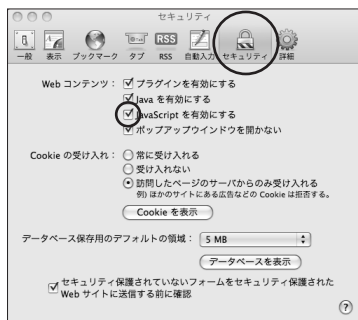 セキュリティ
一般 表示 ブックマーク タブ RSS 自動入力 セキュリティ 詳細
RSS
Web コンテンツ： プラグインを有効にする
Java を有効にする
JavaScript を有効にする
ポップアップウインドウを開かない
Cookie の受け入れ： 常に受け入れる
受け入れない
訪問したページのサーバからのみ受け入れる
例) ほかのサイトにある広告などの Cookie は拒否する。
Cookie を表示
データベース保存用のデフォルトの領域： 5 MB
データベースを表示
セキュリティ保護されていないフォームをセキュリティ保護された
Web サイトに送信する前に確認
?